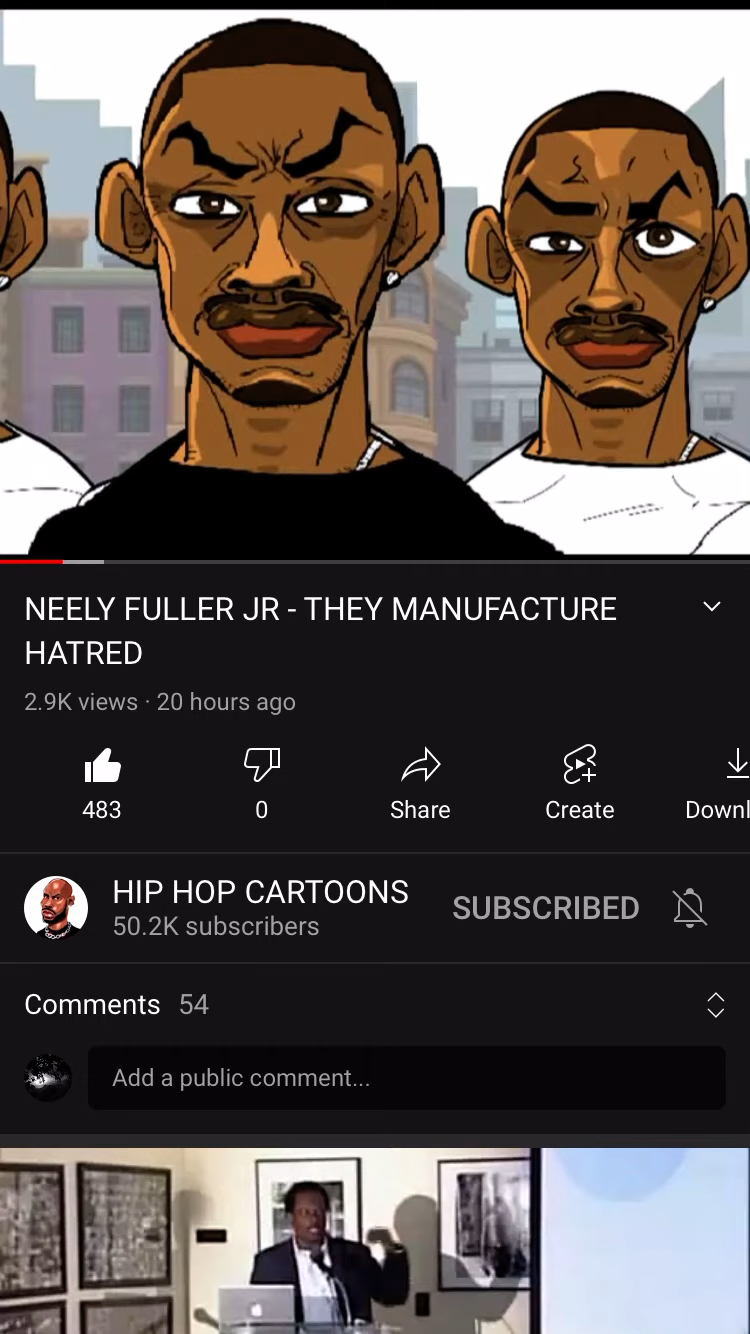 NEELY FULLER JR - THEY MANUFACTURE
HATRED
2.9K views · 20 hours ago
483
0
Share
Create
Downl
HIP HOP CARTOONS
50.2K subscribers
SUBSCRIBED
Comments 54
Add a public comment...